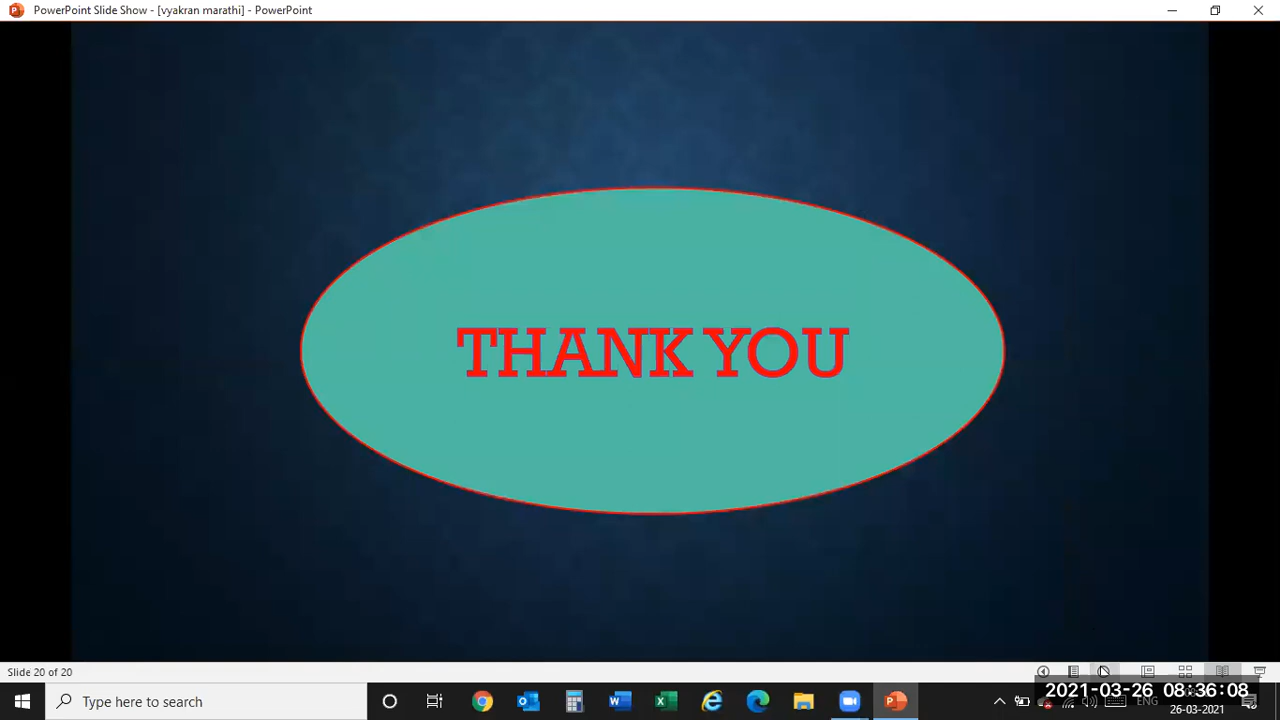 PowerPoint Slide Show - [vyakran marathi] - PowerPoint
THANK YOU
Slide 20 of 20
Type here to search
2021-03-26 08:36:08
ENG
26-03-2021